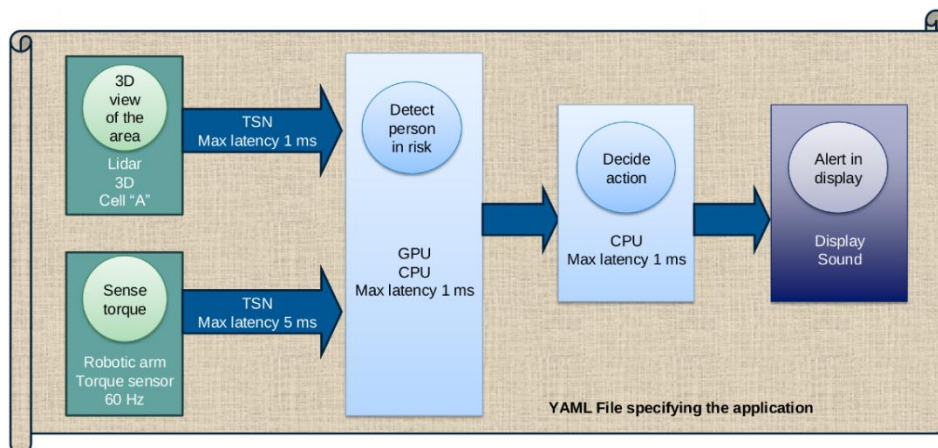 3D
view
of the
area
Lidar
3D
Cell “A”
TSN
Max latency 1 ms
Sense
torque
Robotic arm
Torque sensor
60 Hz
TSN
Max latency 5 ms
Detect
person
in risk
GPU
CPU
Max latency 1 ms
Decide
action
CPU
Max latency 1 ms
Alert in
display
Display
Sound
YAML File specifying the application